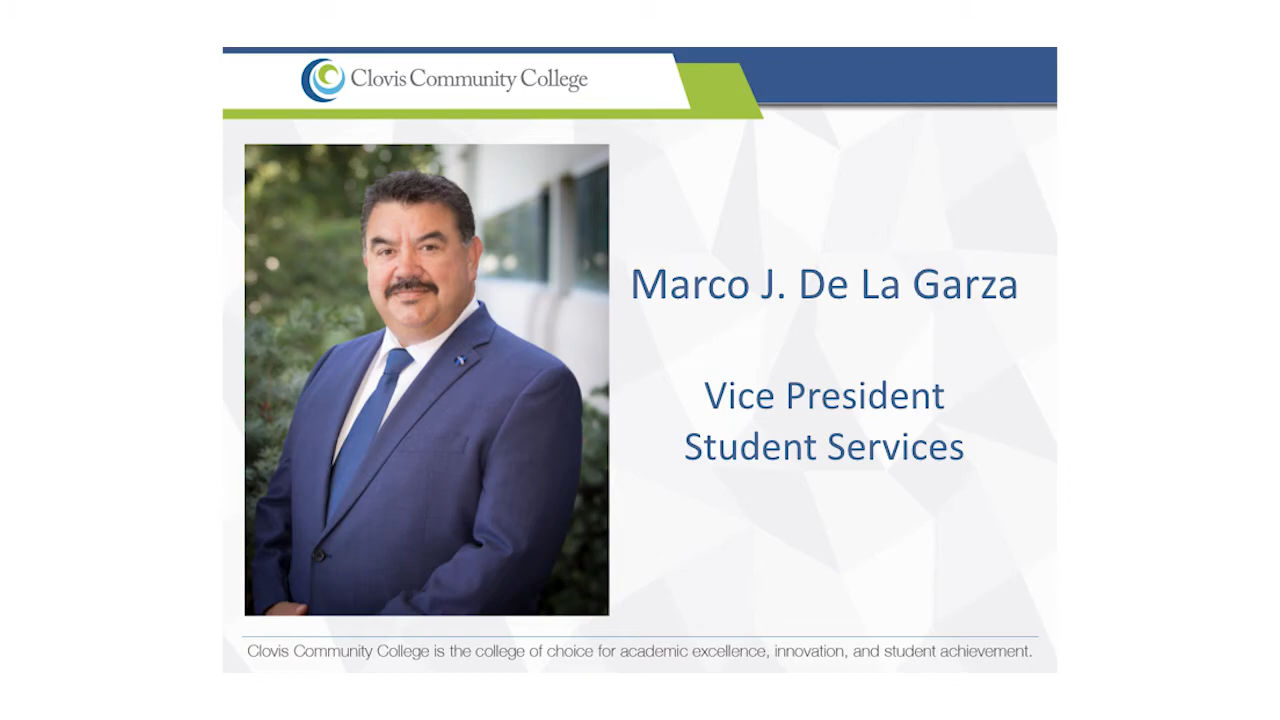 Clovis Community College
Marco J. De La Garza
Vice President
Student Services
Clovis Community College is the college of choice for academic excellence, innovation, and student achievement.